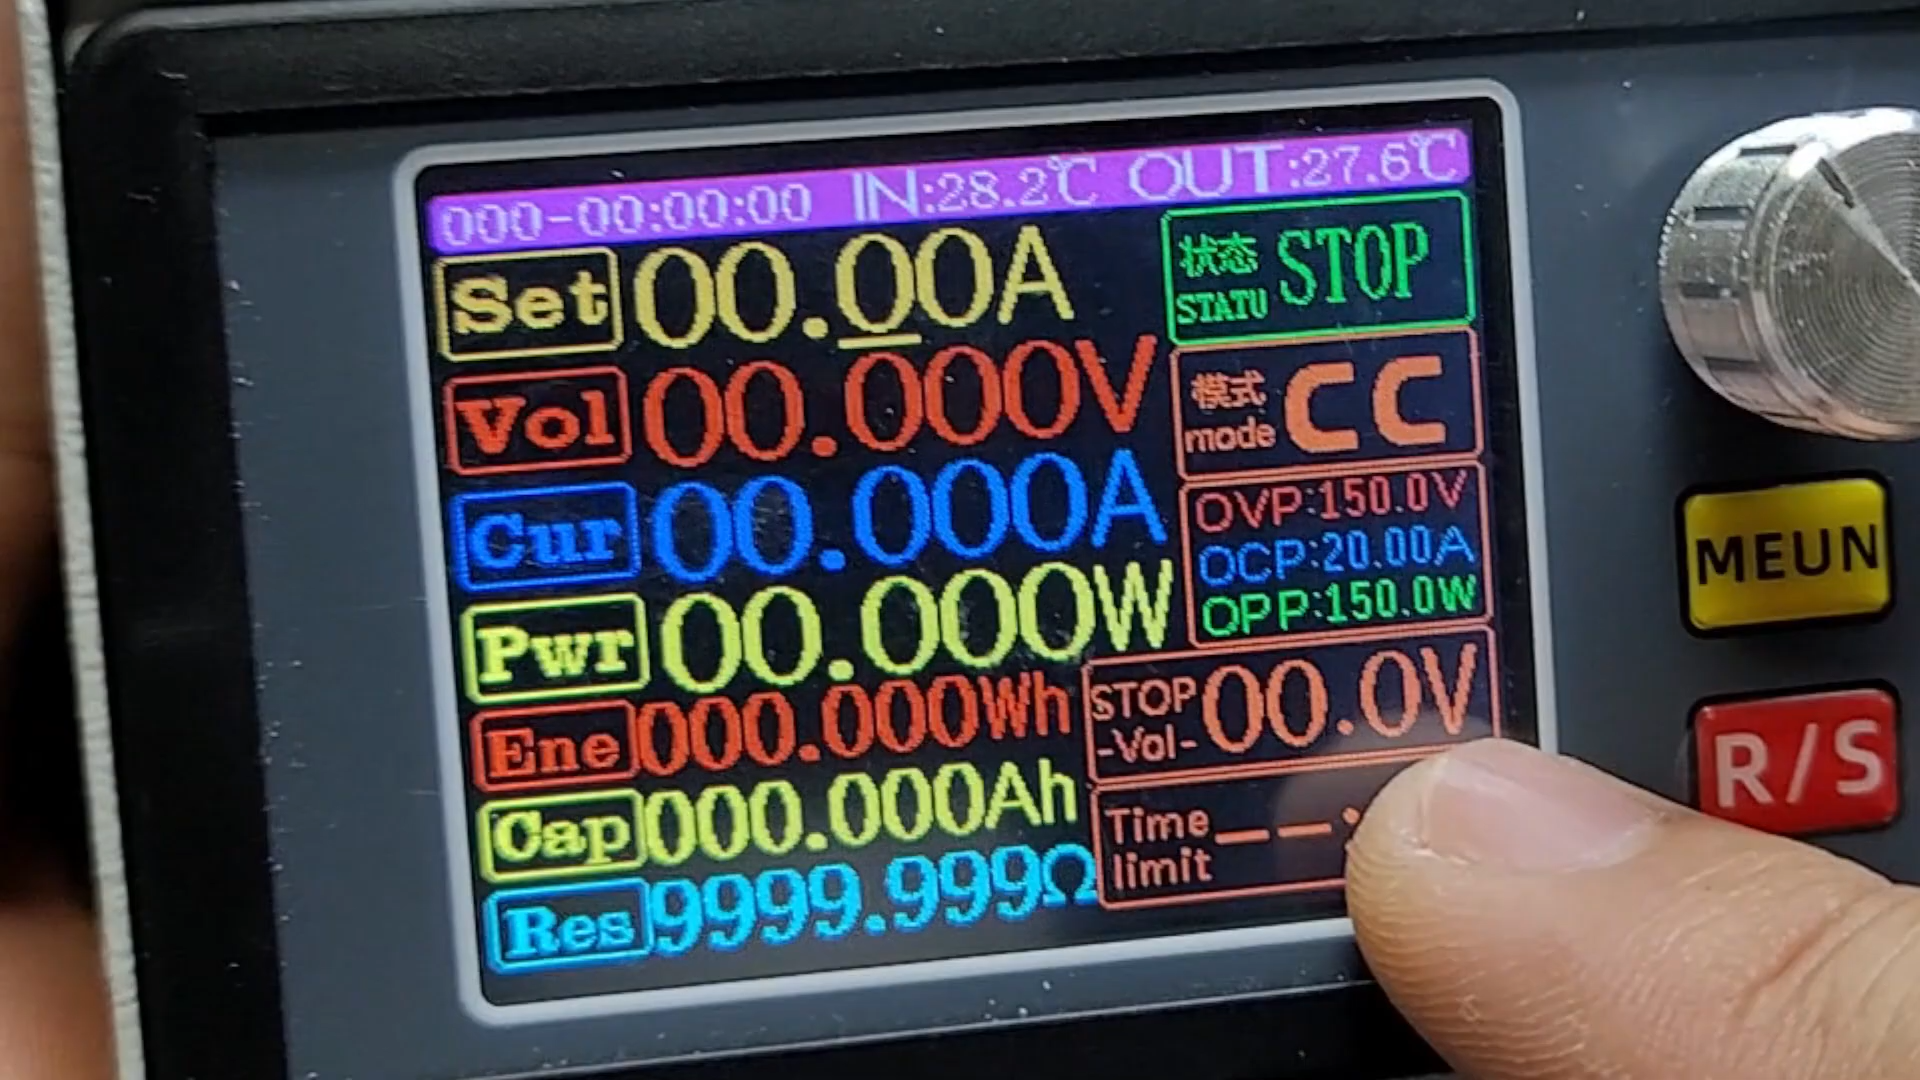 000-00:00:00 IN:28.2℃ OUT:27.6℃
Set 00.00A
Vol 00.000V
Cur 00.000A
Pwr 00.000W
Ene 000.000Wh
Cap 000.000Ah
Res 9999.999Ω
状态
STATU STOP
模式
mode CC
OVP:150.0V
OCP:20.00A
OPP:150.0W
STOP
-Vol- 00.0V
Time
limit
MEUN
R/S